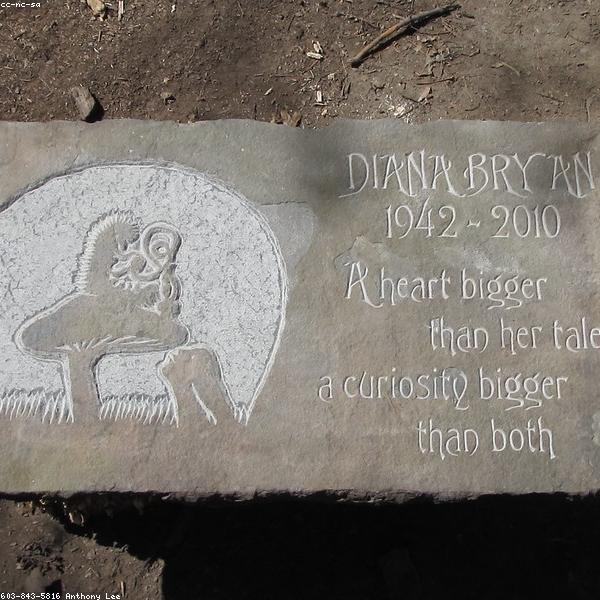 cc-nc-sa
DIANA BRYAN
1942 - 2010
A heart bigger
than her tale
a curiosity bigger
than both
603-843-5816 Anthony Lee